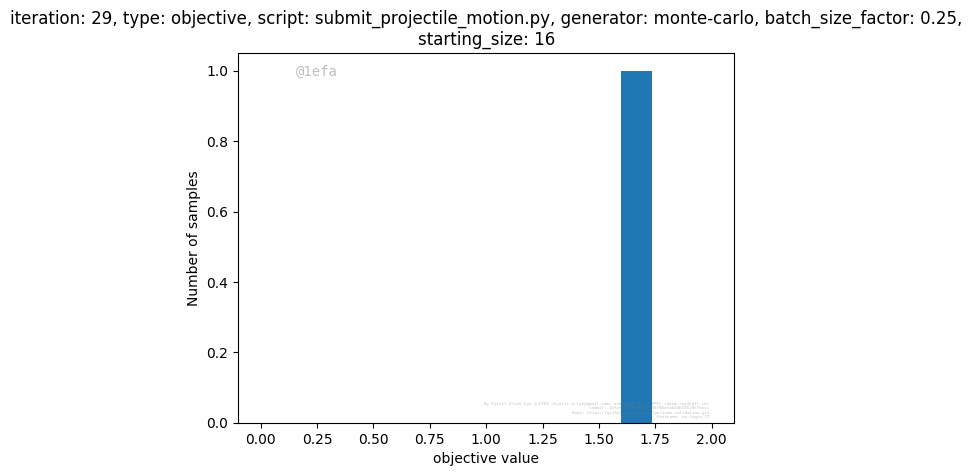 iteration: 29, type: objective, script: submit_projectile_motion.py, generator: monte-carlo, batch_size_factor: 0.25,
starting_size: 16
@1efa
1.0
0.8
0.6
0.4
0.2
0.0
Number of samples
0.00 0.25 0.50 0.75 1.00 1.25 1.50 1.75 2.00
objective value